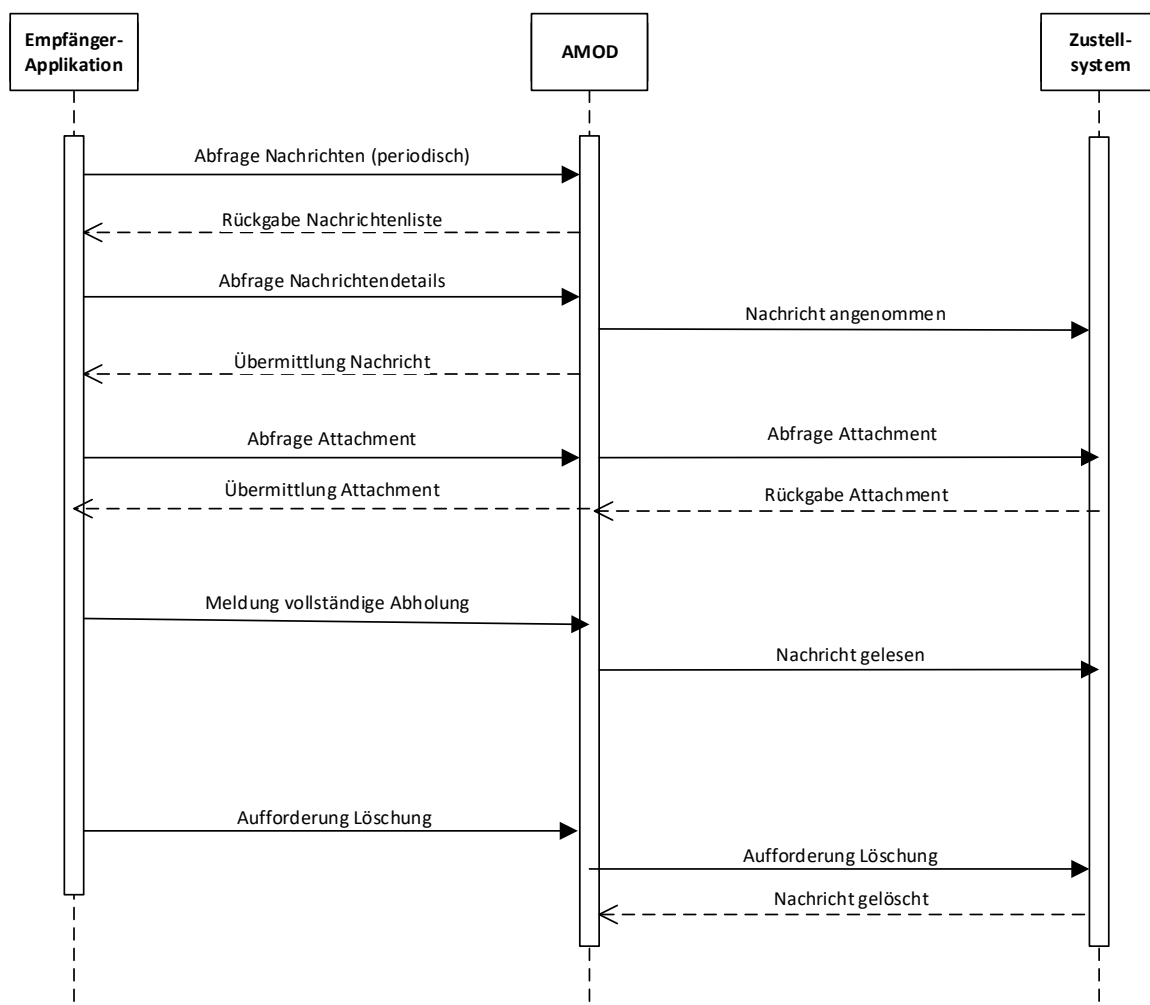 Empfänger-
Applikation
AMOD
Zustell-
system
Abfrage Nachrichten (periodisch)
Rückgabe Nachrichtenliste
Abfrage Nachrichtendetails
Nachricht angenommen
Übermittlung Nachricht
Abfrage Attachment
Abfrage Attachment
Übermittlung Attachment
Rückgabe Attachment
Meldung vollständige Abholung
Nachricht gelesen
Aufforderung Löschung
Aufforderung Löschung
Nachricht gelöscht